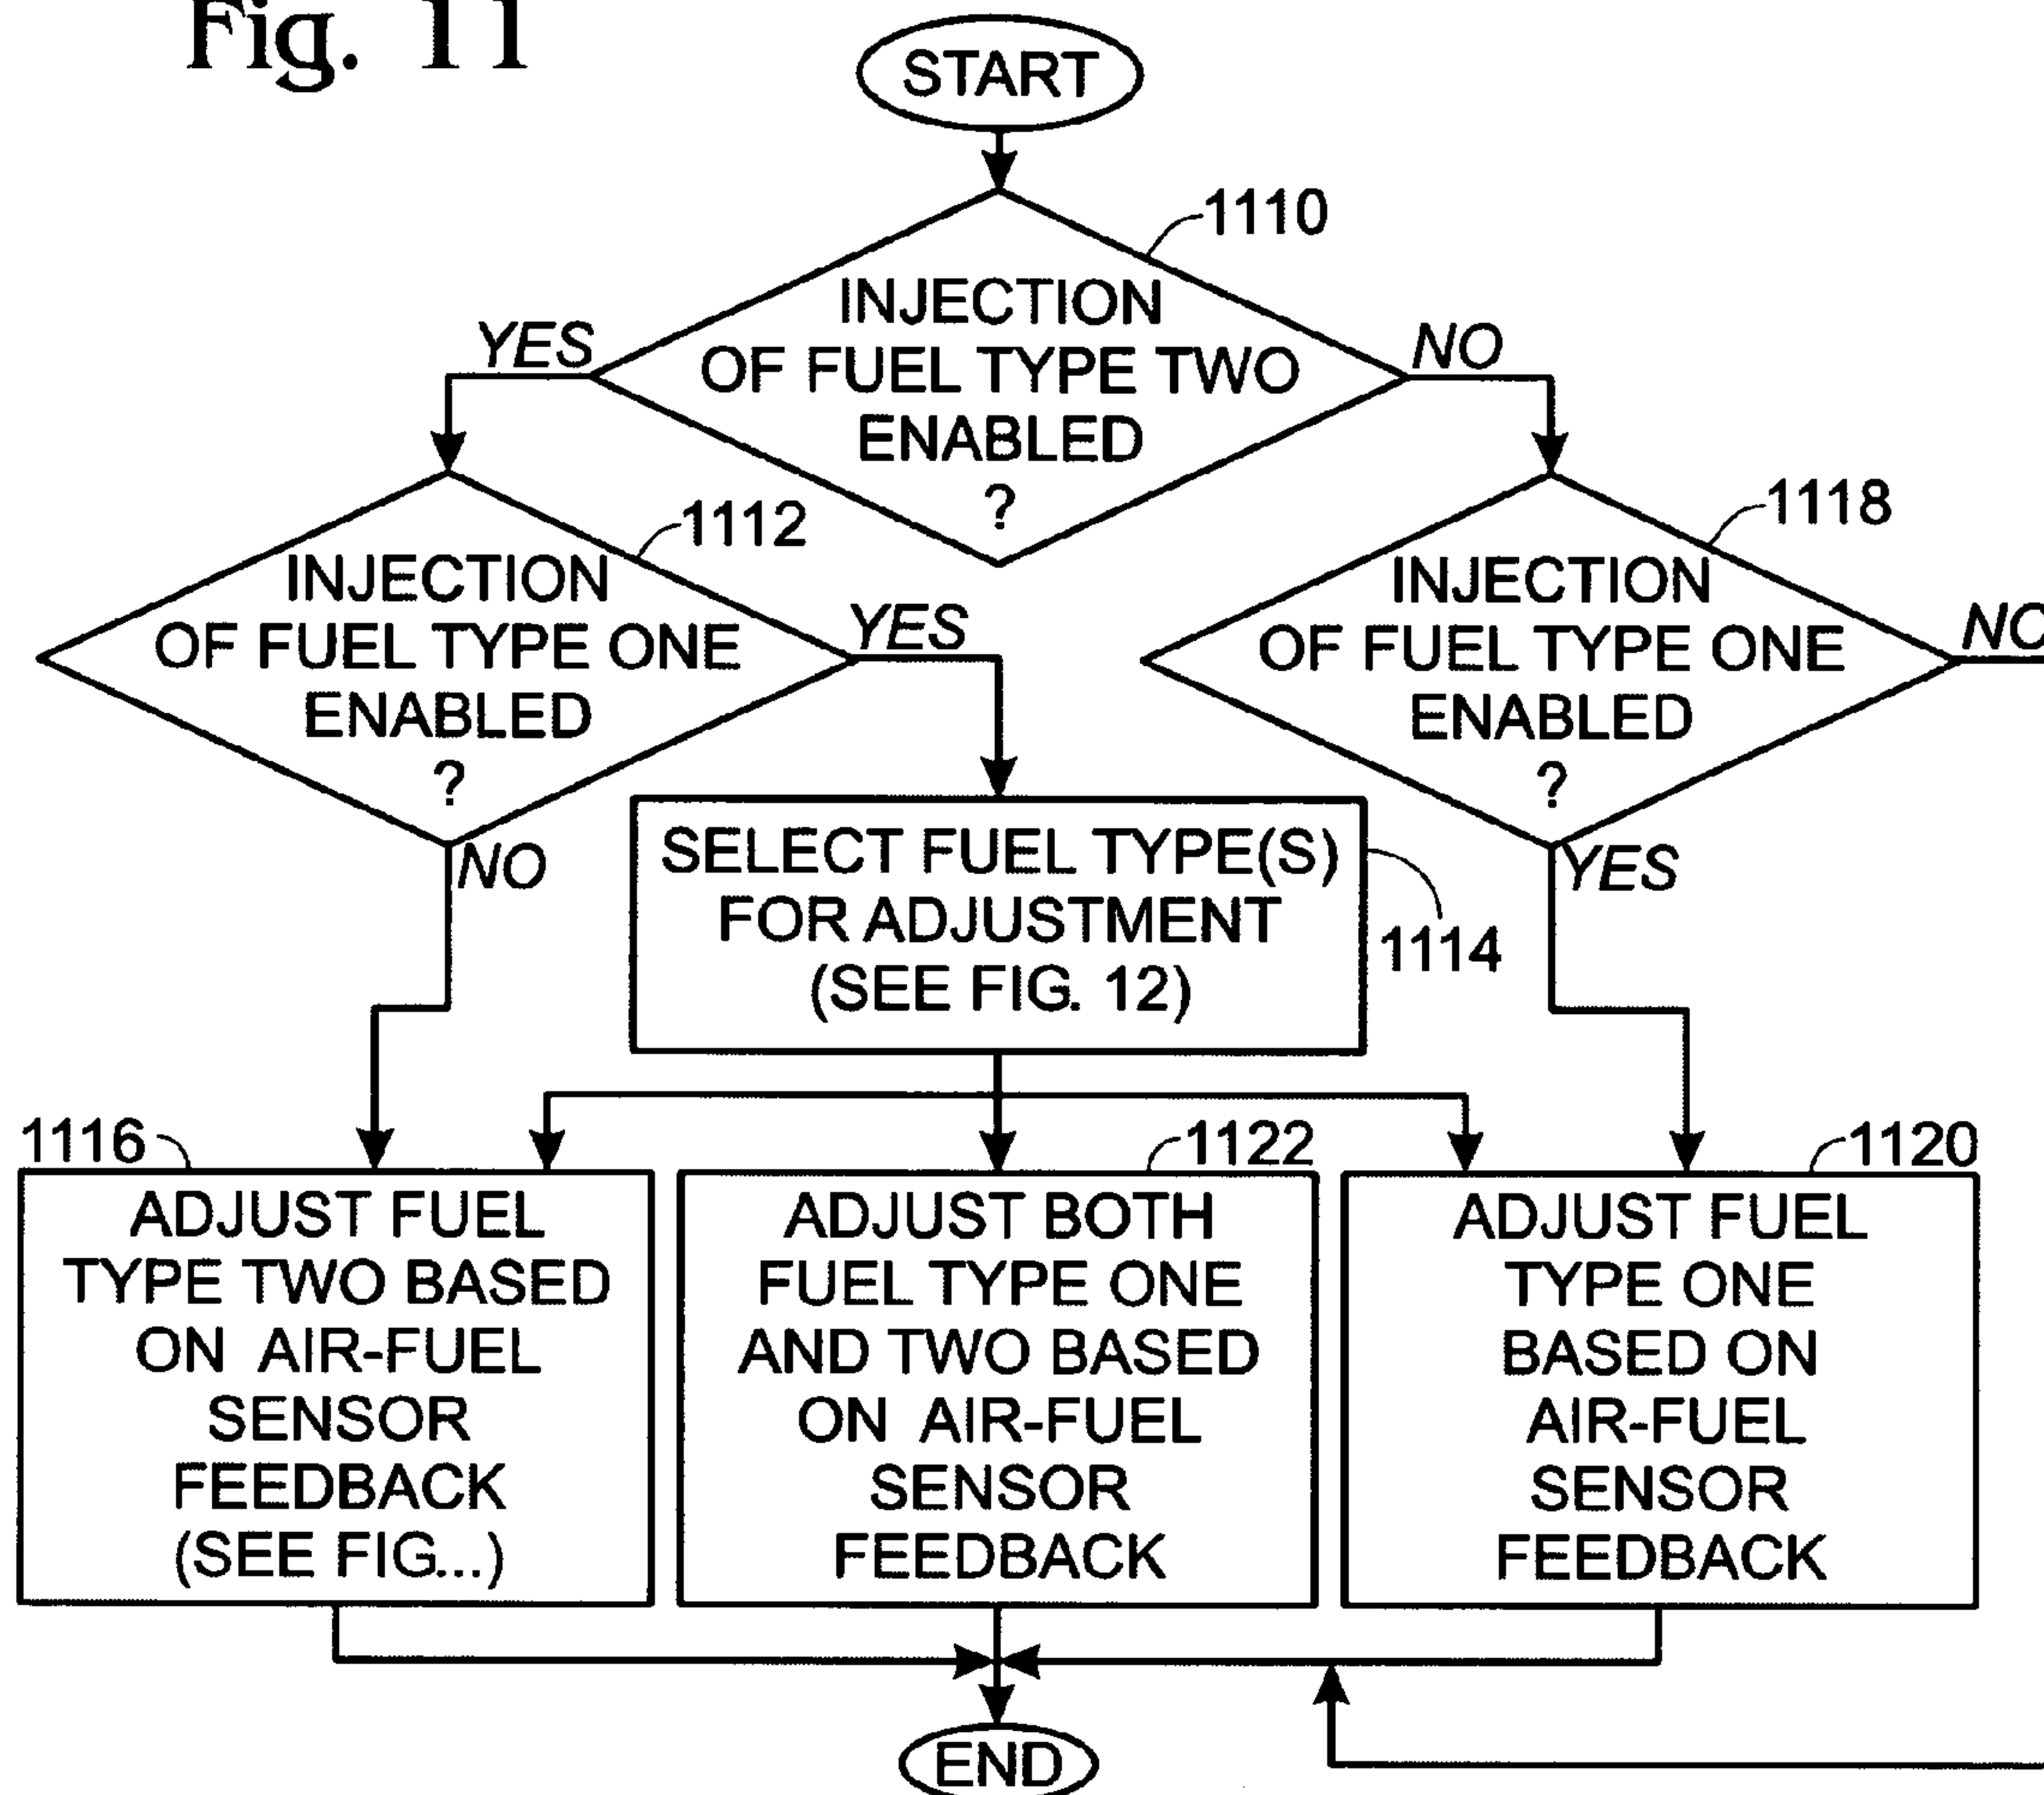 Fig. 11
START
1110
INJECTION
OF FUEL TYPE TWO
ENABLED
?
YES
NO
1112
INJECTION
OF FUEL TYPE ONE
ENABLED
?
YES
NO
1118
INJECTION
OF FUEL TYPE ONE
ENABLED
?
NO
YES
SELECT FUEL TYPE(S)
FOR ADJUSTMENT
(SEE FIG. 12)
1114
1116
ADJUST FUEL
TYPE TWO BASED
ON AIR-FUEL
SENSOR
FEEDBACK
(SEE FIG...)
1122
ADJUST BOTH
FUEL TYPE ONE
AND TWO BASED
ON AIR-FUEL
SENSOR
FEEDBACK
1120
ADJUST FUEL
TYPE ONE
BASED ON
AIR-FUEL
SENSOR
FEEDBACK
END